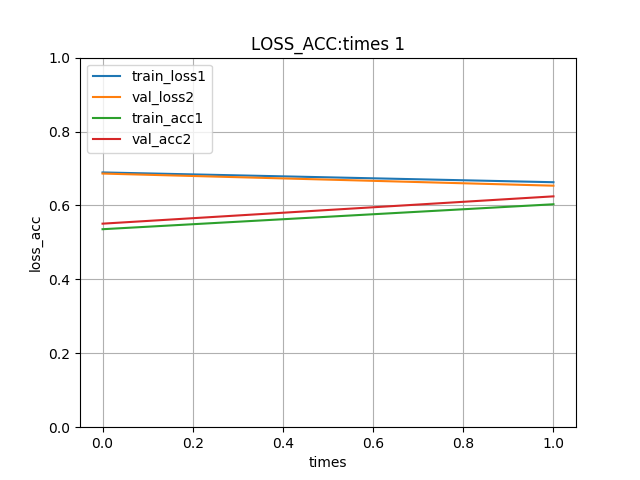 LOSS_ACC:times 1
train_loss1
val_loss2
train_acc1
val_acc2
1.0
0.8
0.6
0.4
0.2
0.0
loss_acc
0.0 0.2 0.4 0.6 0.8 1.0
times